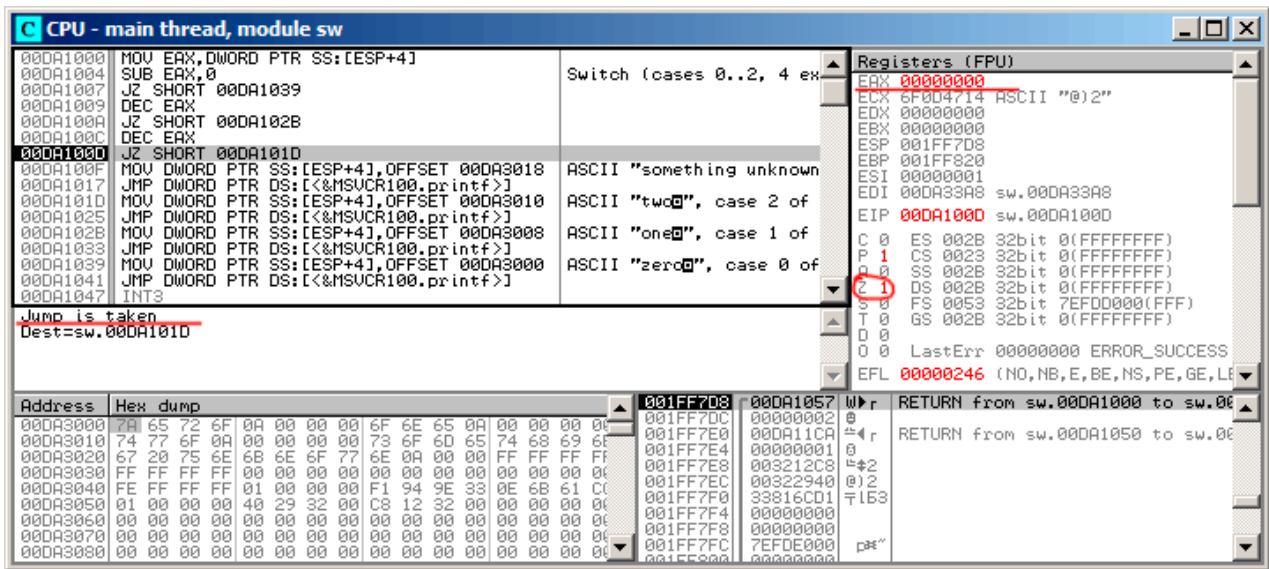 CPU - main thread, module sw
00DA1000 MOV EAX,DWORD PTR SS:[ESP+4]
00DA1004 SUB EAX,0 Switch (cases 0..2, 4 ex
00DA1007 JZ SHORT 00DA1039
00DA1009 DEC EAX
00DA100A JZ SHORT 00DA102B
00DA100C DEC EAX
00DA100D JZ SHORT 00DA101D
00DA100F MOV DWORD PTR SS:[ESP+4],OFFSET 00DA3018 ASCII "something unknown
00DA1017 JMP DWORD PTR DS:[<&MSVCR100.printf>]
00DA101D MOV DWORD PTR SS:[ESP+4],OFFSET 00DA3010 ASCII "two◙", case 2 of
00DA1025 JMP DWORD PTR DS:[<&MSVCR100.printf>]
00DA102B MOV DWORD PTR SS:[ESP+4],OFFSET 00DA3008 ASCII "one◙", case 1 of
00DA1033 JMP DWORD PTR DS:[<&MSVCR100.printf>]
00DA1039 MOV DWORD PTR SS:[ESP+4],OFFSET 00DA3000 ASCII "zero◙", case 0 of
00DA1041 JMP DWORD PTR DS:[<&MSVCR100.printf>]
00DA1047 INT3
Jump is taken
Dest=sw.00DA101D
Registers (FPU)
EAX 00000000
ECX 6F0D4714 ASCII "@)2"
EDX 00000000
EBX 00000000
ESP 001FF7D8
EBP 001FF820
ESI 00000001
EDI 00DA33A8 sw.00DA33A8
EIP 00DA100D sw.00DA100D
C 0 ES 002B 32bit 0(FFFFFFFF)
P 1 CS 0023 32bit 0(FFFFFFFF)
A 0 SS 002B 32bit 0(FFFFFFFF)
Z 1 DS 002B 32bit 0(FFFFFFFF)
S 0 FS 0053 32bit 7EFDD000(FFF)
T 0 GS 002B 32bit 0(FFFFFFFF)
D 0
O 0 LastErr 00000000 ERROR_SUCCESS
EFL 00000246 (NO,NB,E,BE,NS,PE,GE,LE
Address Hex dump
00DA3000 7A 65 72 6F 0A 00 00 00 6F 6E 65 0A 00 00 00
00DA3010 74 77 6F 0A 00 00 00 00 73 6F 6D 65 74 68 69
00DA3020 67 20 75 6E 6B 6E 6F 77 6E 0A 00 00 FF FF FF
00DA3030 FF FF FF FF 00 00 00 00 00 00 00 00 00 00 00
00DA3040 FE FF FF FF 01 00 00 00 F1 94 9E 33 0E 6B 61
00DA3050 01 00 00 00 40 29 32 00 C8 12 32 00 00 00 00
00DA3060 00 00 00 00 00 00 00 00 00 00 00 00 00 00 00
00DA3070 00 00 00 00 00 00 00 00 00 00 00 00 00 00 00
00DA3080 00 00 00 00 00 00 00 00 00 00 00 00 00 00 00
001FF7D8 00DA1057 RETURN from sw.00DA1000 to sw.00
001FF7DC 00000002
001FF7E0 00DA11CA RETURN from sw.00DA1050 to sw.00
001FF7E4 00000001
001FF7E8 003212C8
001FF7EC 00322940 @)2
001FF7F0 33816CD1
001FF7F4 00000000
001FF7F8 00000000
001FF7FC 7EFDE000